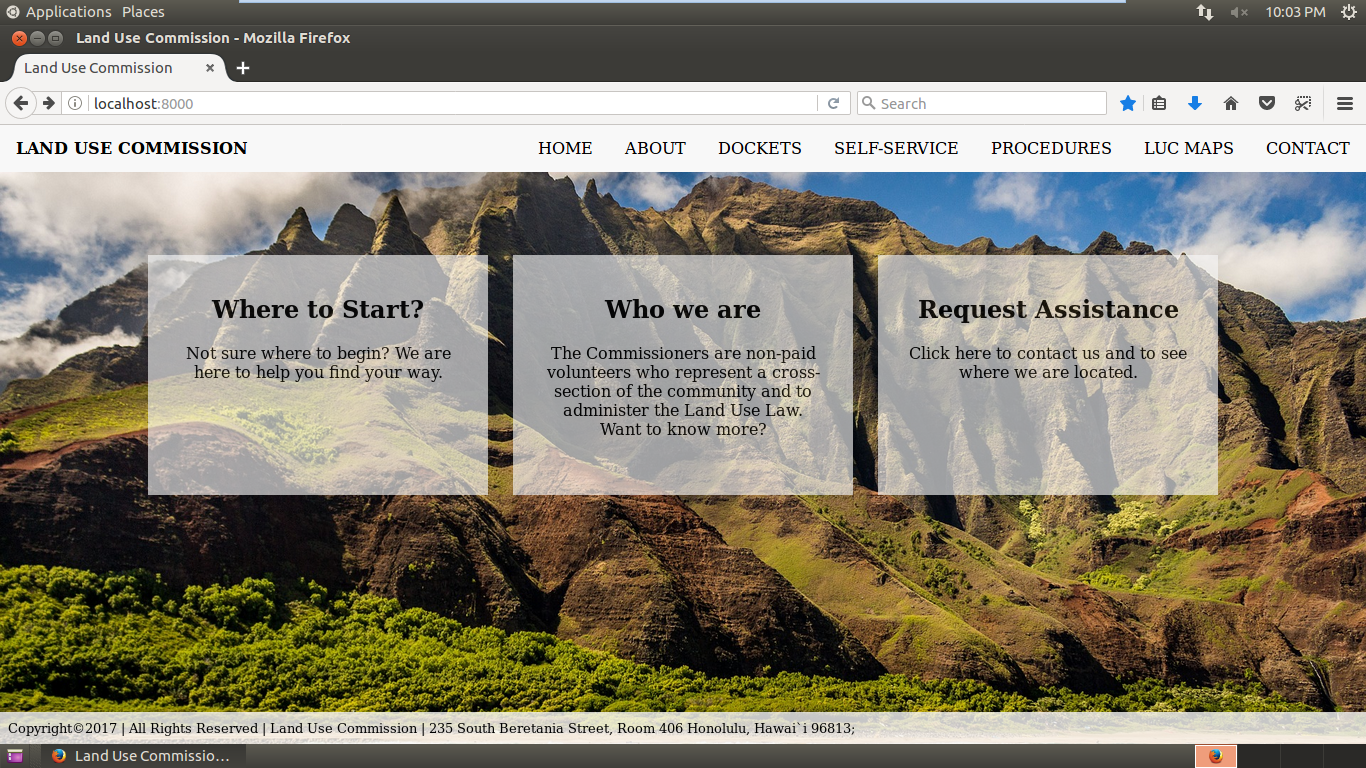 Applications Places 10:03 PM
Land Use Commission - Mozilla Firefox
Land Use Commission
localhost:8000 Search
LAND USE COMMISSION HOME ABOUT DOCKETS SELF-SERVICE PROCEDURES LUC MAPS CONTACT
Where to Start?
Not sure where to begin? We are
here to help you find your way.
Who we are
The Commissioners are non-paid
volunteers who represent a cross-
section of the community and to
administer the Land Use Law.
Want to know more?
Request Assistance
Click here to contact us and to see
where we are located.
Copyright©2017 | All Rights Reserved | Land Use Commission | 235 South Beretania Street, Room 406 Honolulu, Hawai`i 96813;
Land Use Commissio…